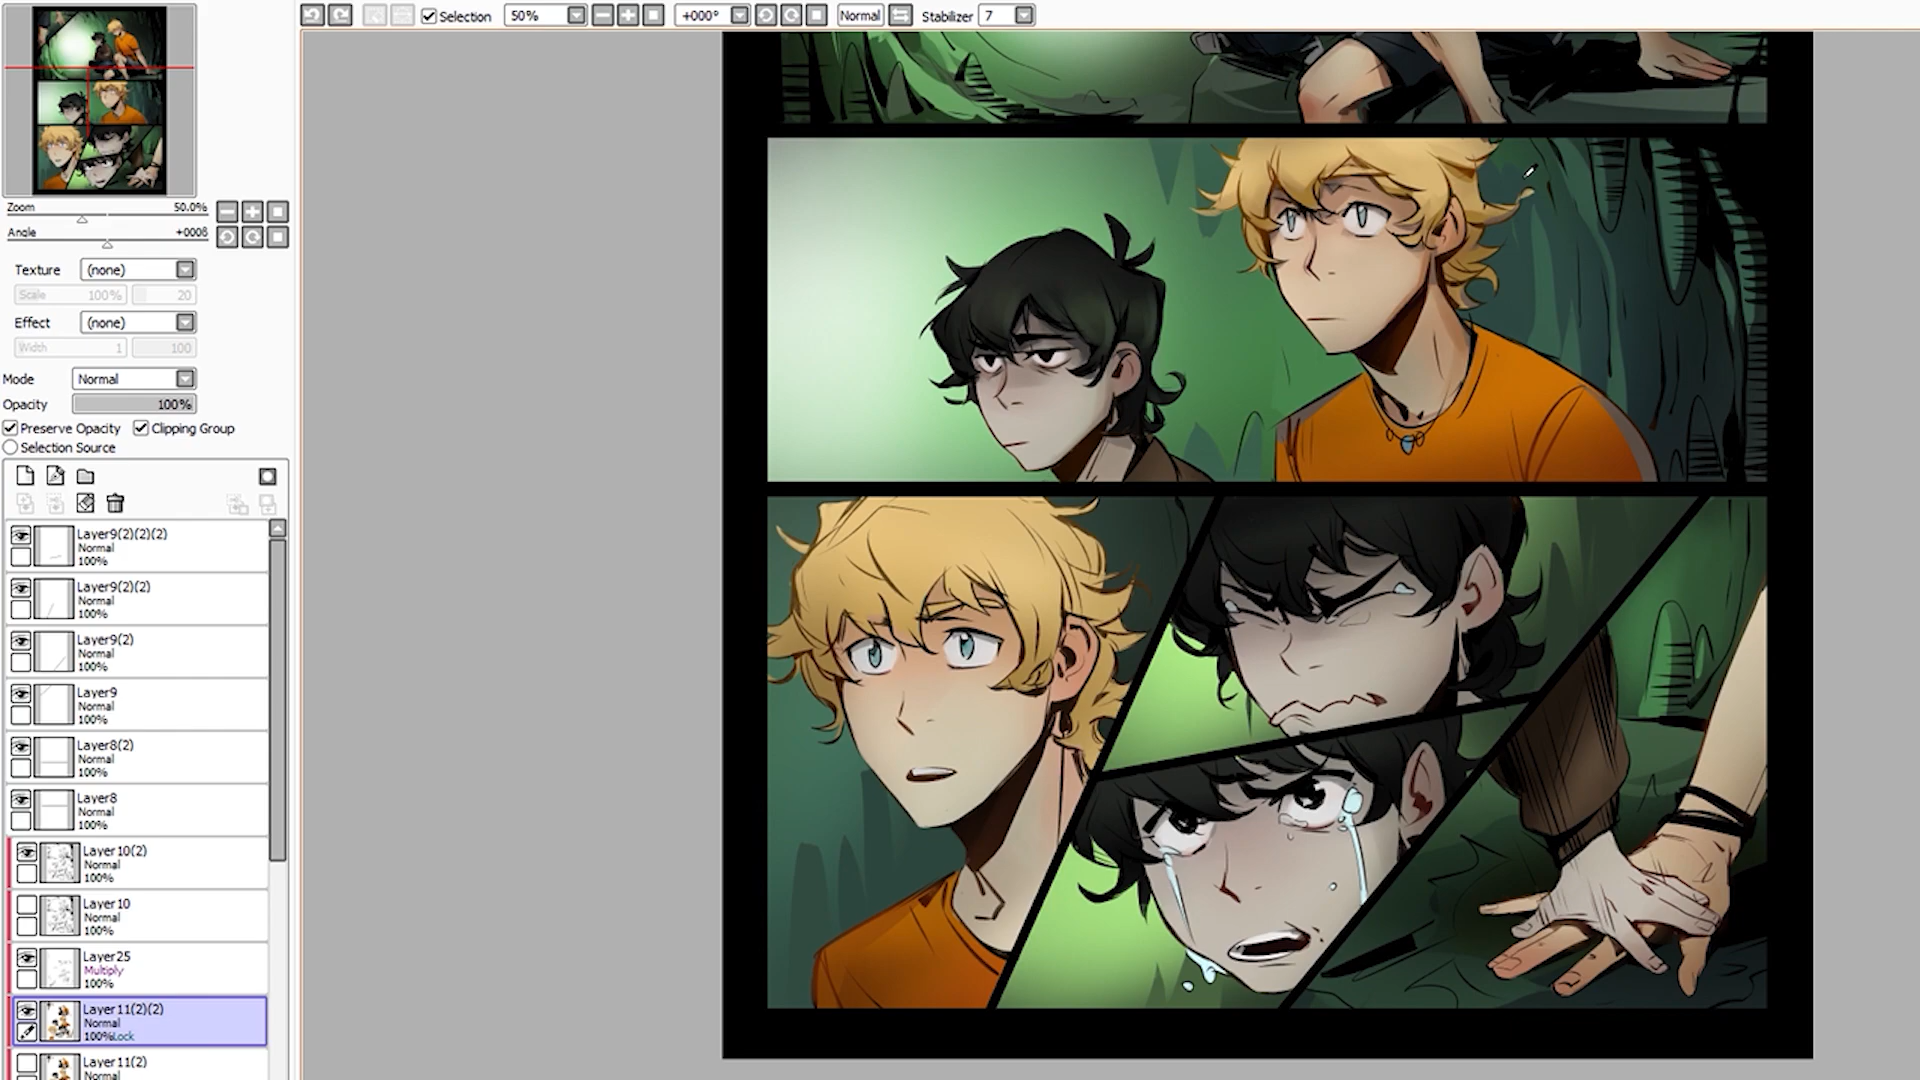 Selection 50% +000° Normal Stabilizer 7
Zoom 50.0%
Angle +000ß
Texture (none)
Scale 100% 20
Effect (none)
Width 1 100
Mode Normal
Opacity 100%
Preserve Opacity Clipping Group
Selection Source
Layer9(2)(2)(2)
Normal
100%
Layer9(2)(2)
Normal
100%
Layer9(2)
Normal
100%
Layer9
Normal
100%
Layer8(2)
Normal
100%
Layer8
Normal
100%
Layer10(2)
Normal
100%
Layer10
Normal
100%
Layer25
Multiply
100%
Layer11(2)(2)
Normal
100%Lock
Layer11(2)
Normal